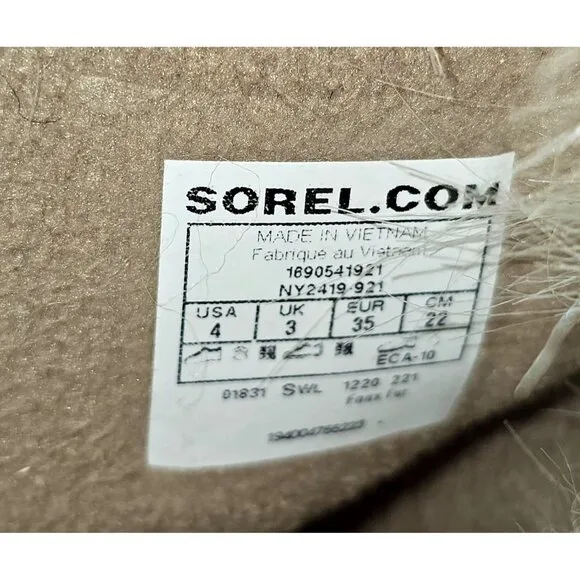 SOREL.COM
MADE IN VIETNAM
Fabriqué au Vietnam
1690541921
NY2419-921
USA UK EUR CM
4 3 35 22
ECA-10
01831 SWL 1220 221
Faux Fur